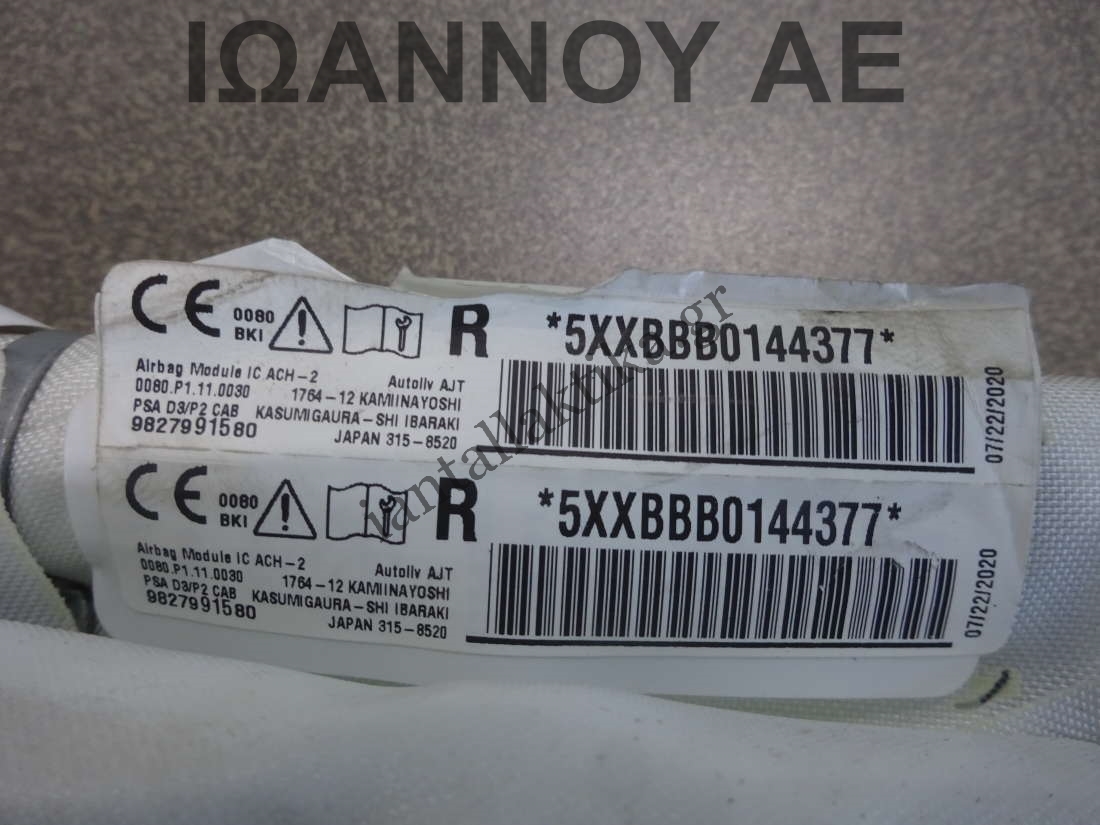 ΙΩΑΝΝΟΥ ΑΕ
CE 0080 BKI R *5XXBBB0144377*
Airbag Module IC ACH-2 Autoliv AJT
0080.P1.11.0030 1764-12 KAMIINAYOSHI
PSA D3/P2 CAB KASUMIGAURA-SHI IBARAKI
9827991580 JAPAN 315-8520
07/22/2020
CE 0080 BKI R *5XXBBB0144377*
Airbag Module IC ACH-2 Autoliv AJT
0080.P1.11.0030 1764-12 KAMIINAYOSHI
PSA D3/P2 CAB KASUMIGAURA-SHI IBARAKI
9827991580 JAPAN 315-8520
07/22/2020
iantallaktika.gr